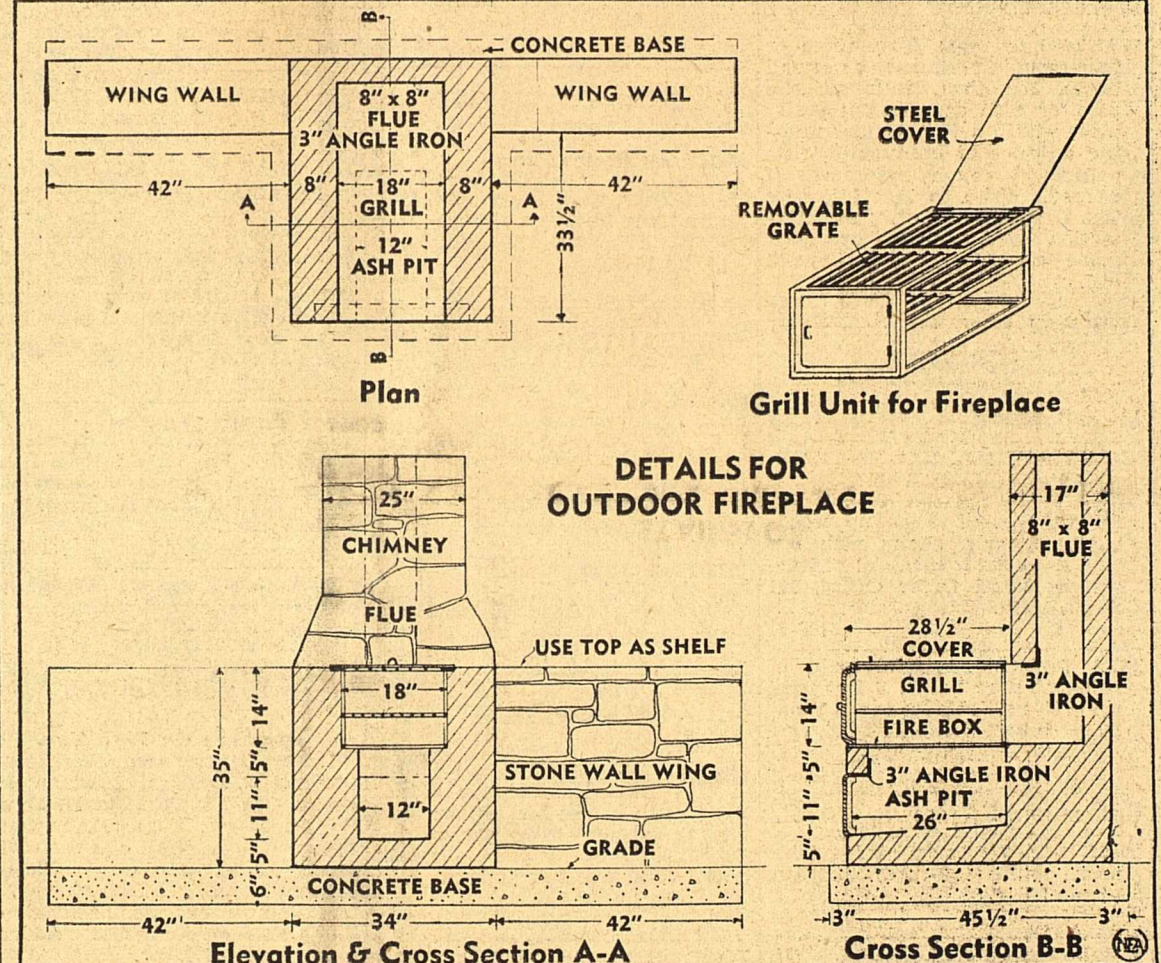 B
CONCRETE BASE
WING WALL
8" x 8"
FLUE
3" ANGLE IRON
WING WALL
42"
8"
18"
GRILL
8"
42"
A
A
12"
ASH PIT
33½"
B
Plan
STEEL
COVER
REMOVABLE
GRATE
Grill Unit for Fireplace
DETAILS FOR
OUTDOOR FIREPLACE
25"
CHIMNEY
FLUE
USE TOP AS SHELF
18"
35"
14"
5"
11"
5"
6"
12"
STONE WALL WING
GRADE
CONCRETE BASE
42"
34"
42"
Elevation & Cross Section A-A
17"
8" x 8"
FLUE
28½"
COVER
GRILL
3" ANGLE
IRON
FIRE BOX
3" ANGLE IRON
ASH PIT
26"
14"
5"
11"
5"
3"
45½"
3"
Cross Section B-B
NEA